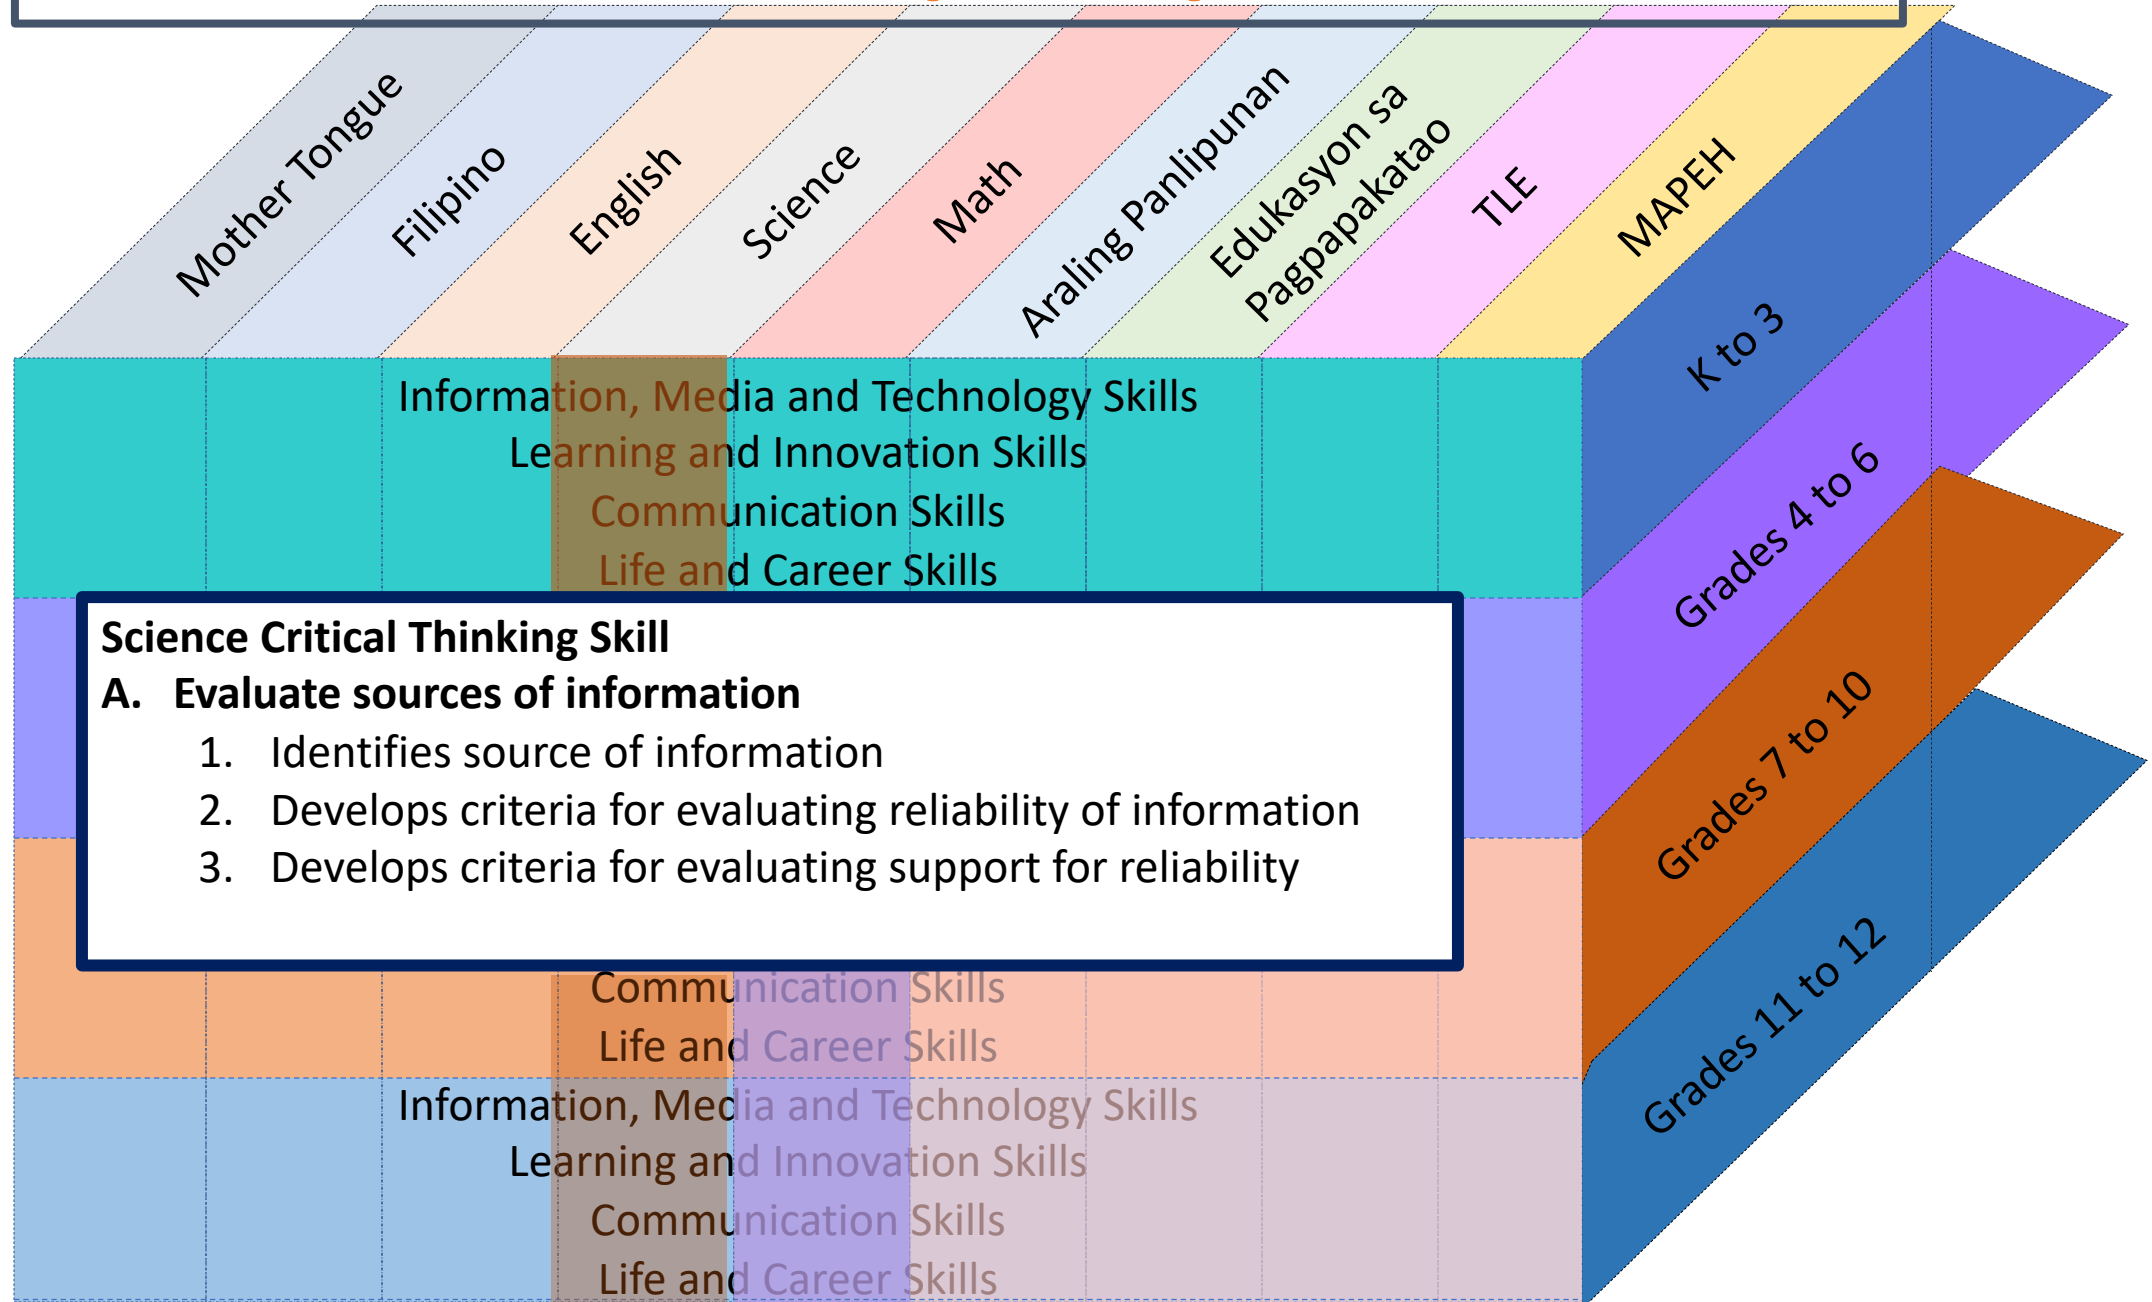 Mother Tongue
Filipino
English
Science
Math
Araling Panlipunan
Edukasyon sa
Pagpapakatao
TLE
MAPEH
K to 3
Grades 4 to 6
Grades 7 to 10
Grades 11 to 12
Information, Media and Technology Skills
Learning and Innovation Skills
Communication Skills
Life and Career Skills
Science Critical Thinking Skill
A. Evaluate sources of information
1. Identifies source of information
2. Develops criteria for evaluating reliability of information
3. Develops criteria for evaluating support for reliability
Communication Skills
Life and Career Skills
Information, Media and Technology Skills
Learning and Innovation Skills
Communication Skills
Life and Career Skills